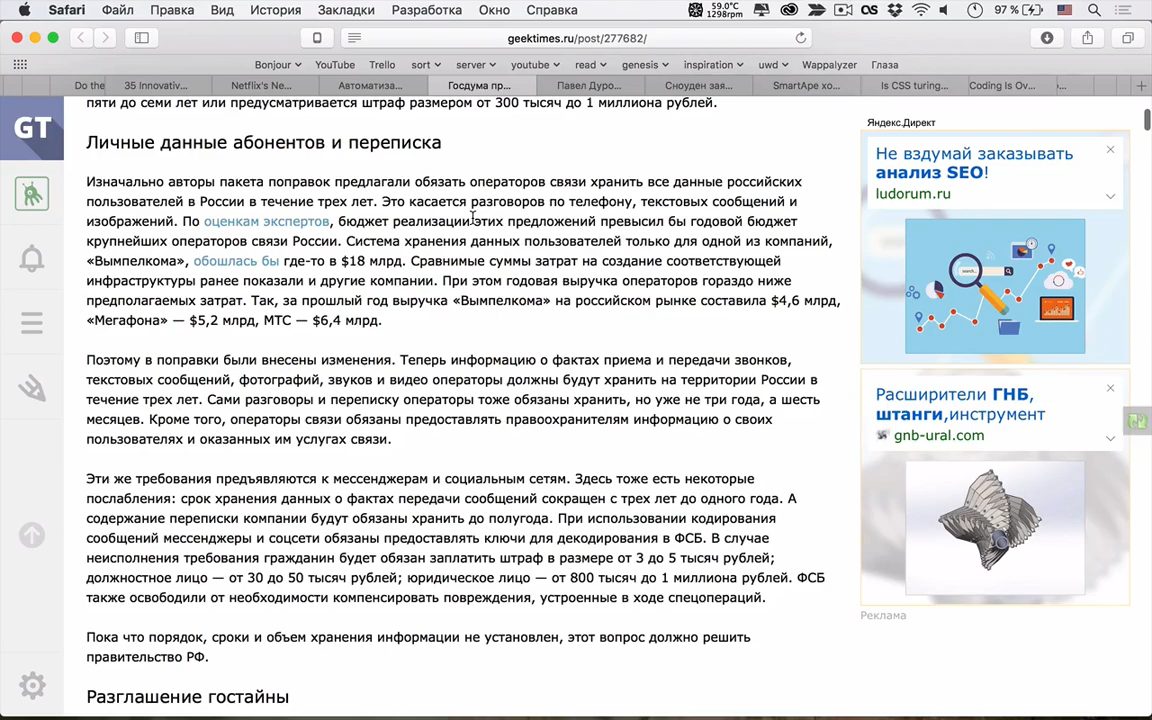 Safari Файл Правка Вид История Закладки Разработка Окно Справка 59.0°C 1298rpm 97 %
geektimes.ru/post/277682/
Bonjour YouTube Trello sort server youtube read genesis inspiration uwd Wappalyzer Глаза
Do the 35 Innovativ... Netflix's Ne... Автоматиза... Госдума пр... Павел Дуро... Сноуден зая... SmartApe хо... Is CSS turing... Coding Is Ov...
GT
пяти до семи лет или предусматривается штраф размером от 300 тысяч до 1 миллиона рублей.
Личные данные абонентов и переписка
Изначально авторы пакета поправок предлагали обязать операторов связи хранить все данные российских
пользователей в России в течение трех лет. Это касается разговоров по телефону, текстовых сообщений и
изображений. По оценкам экспертов, бюджет реализации этих предложений превысил бы годовой бюджет
крупнейших операторов связи России. Система хранения данных пользователей только для одной из компаний,
«Вымпелкома», обошлась бы где-то в $18 млрд. Сравнимые суммы затрат на создание соответствующей
инфраструктуры ранее показали и другие компании. При этом годовая выручка операторов гораздо ниже
предполагаемых затрат. Так, за прошлый год выручка «Вымпелкома» на российском рынке составила $4,6 млрд,
«Мегафона» — $5,2 млрд, МТС — $6,4 млрд.
Поэтому в поправки были внесены изменения. Теперь информацию о фактах приема и передачи звонков,
текстовых сообщений, фотографий, звуков и видео операторы должны будут хранить на территории России в
течение трех лет. Сами разговоры и переписку операторы тоже обязаны хранить, но уже не три года, а шесть
месяцев. Кроме того, операторы связи обязаны предоставлять правоохранителям информацию о своих
пользователях и оказанных им услугах связи.
Эти же требования предъявляются к мессенджерам и социальным сетям. Здесь тоже есть некоторые
послабления: срок хранения данных о фактах передачи сообщений сокращен с трех лет до одного года. А
содержание переписки компании будут обязаны хранить до полугода. При использовании кодирования
сообщений мессенджеры и соцсети обязаны предоставлять ключи для декодирования в ФСБ. В случае
неисполнения требования гражданин будет обязан заплатить штраф в размере от 3 до 5 тысяч рублей;
должностное лицо — от 30 до 50 тысяч рублей; юридическое лицо — от 800 тысяч до 1 миллиона рублей. ФСБ
также освободили от необходимости компенсировать повреждения, устроенные в ходе спецопераций.
Пока что порядок, сроки и объем хранения информации не установлен, этот вопрос должно решить
правительство РФ.
Разглашение гостайны
Яндекс.Директ
Не вздумай заказывать
анализ SEO!
ludorum.ru
Расширители ГНБ,
штанги,инструмент
gnb-ural.com
Реклама